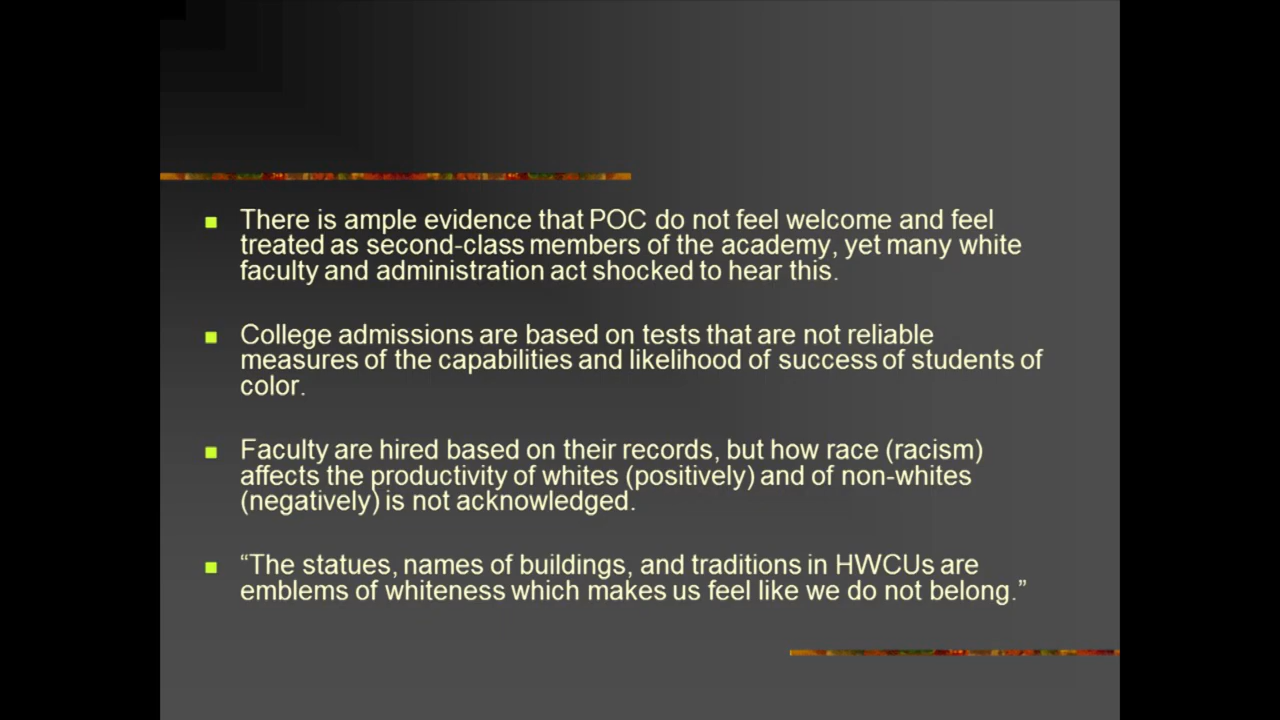 There is ample evidence that POC do not feel welcome and feel
treated as second-class members of the academy, yet many white
faculty and administration act shocked to hear this.
College admissions are based on tests that are not reliable
measures of the capabilities and likelihood of success of students of
color.
Faculty are hired based on their records, but how race (racism)
affects the productivity of whites (positively) and of non-whites
(negatively) is not acknowledged.
“The statues, names of buildings, and traditions in HWCUs are
emblems of whiteness which makes us feel like we do not belong.”